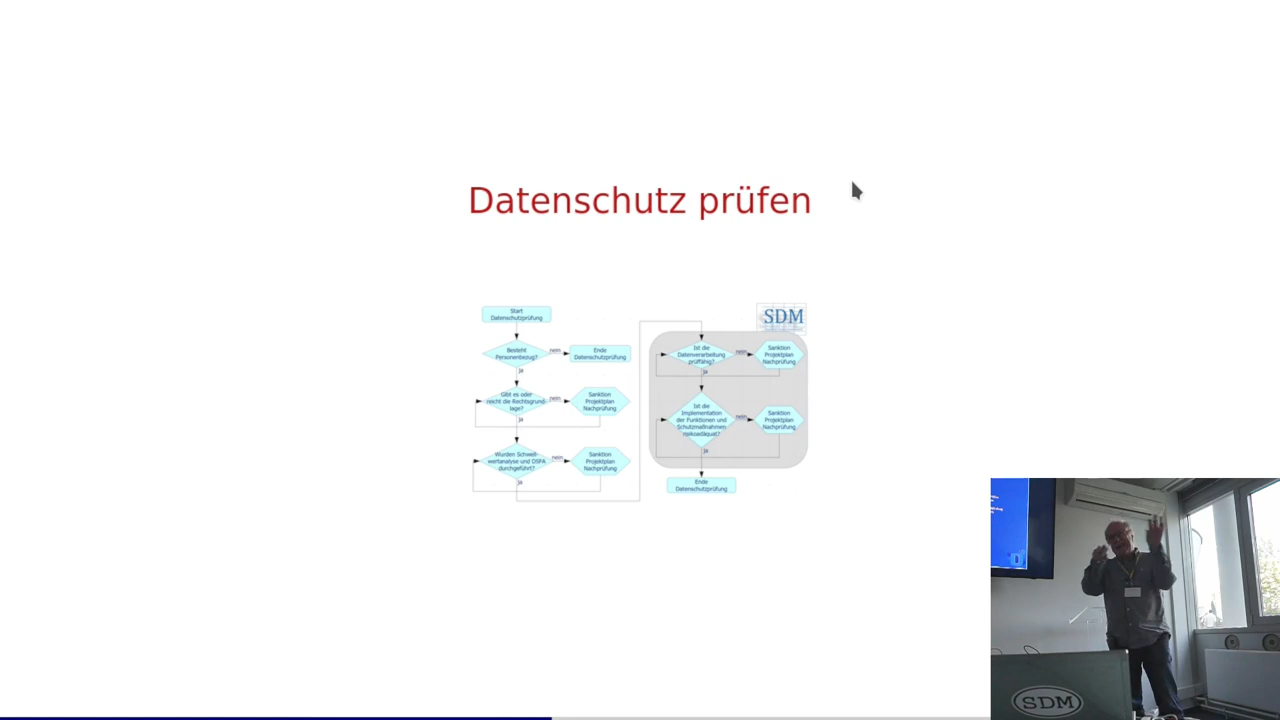 Datenschutz prüfen
Start
Datenschutzprüfung
Besteht
Personenbezug?
nein
Ende
Datenschutzprüfung
ja
Gibt es oder
reicht die Rechtsgrund-
lage?
nein
Sanktion
Projektplan
Nachprüfung
ja
Wurden Schwell-
wertanalyse und DSFA
durchgeführt?
nein
Sanktion
Projektplan
Nachprüfung
ja
SDM
Ist die
Datenverarbeitung
prüffähig?
nein
Sanktion
Projektplan
Nachprüfung
ja
Ist die
Implementation
der Funktionen und
Schutzmaßnahmen
risikoadäquat?
nein
Sanktion
Projektplan
Nachprüfung
ja
Ende
Datenschutzprüfung
SDM